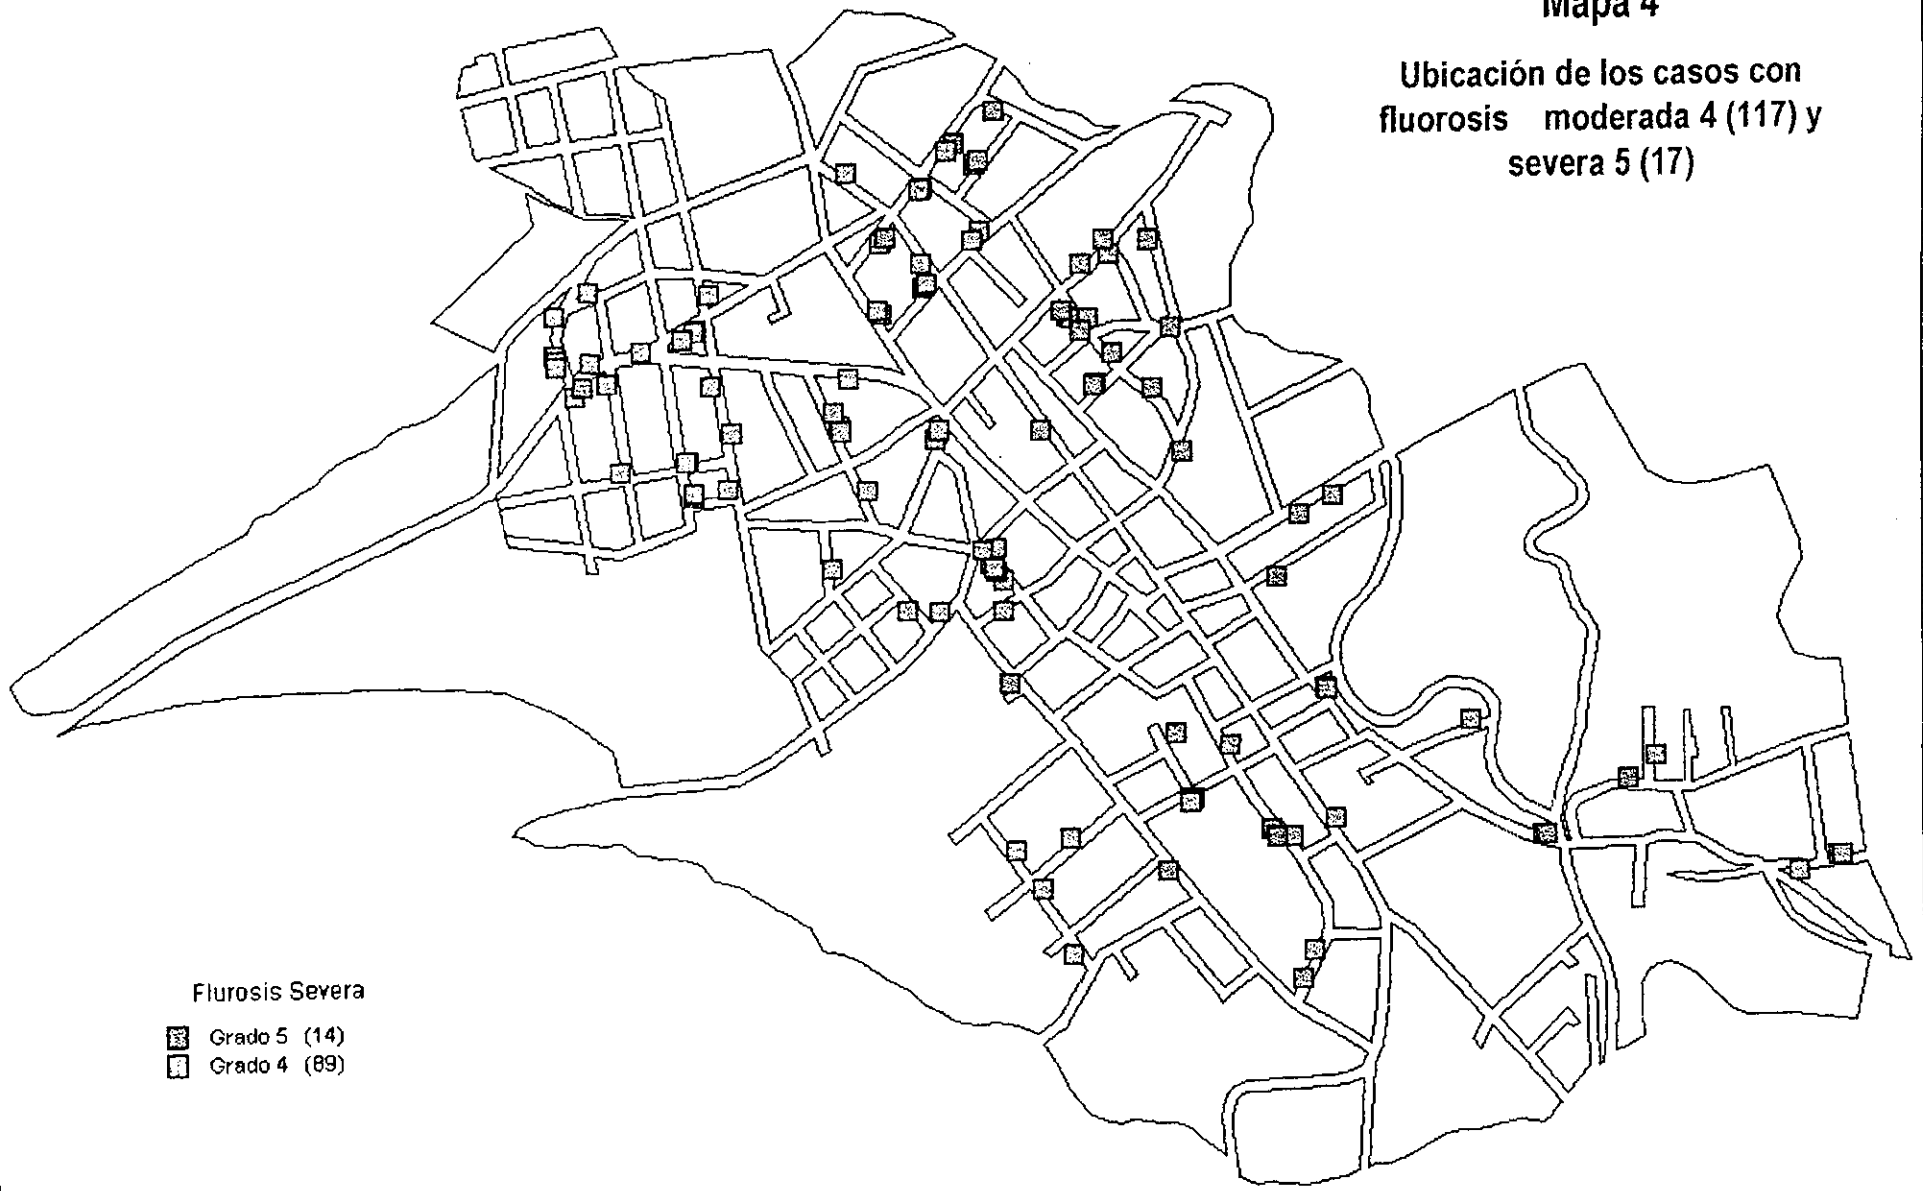 Mapa 4
Ubicación de los casos con
fluorosis moderada 4 (117) y
severa 5 (17)
Flurosis Severa
Grado 5 (14)
Grado 4 (89)